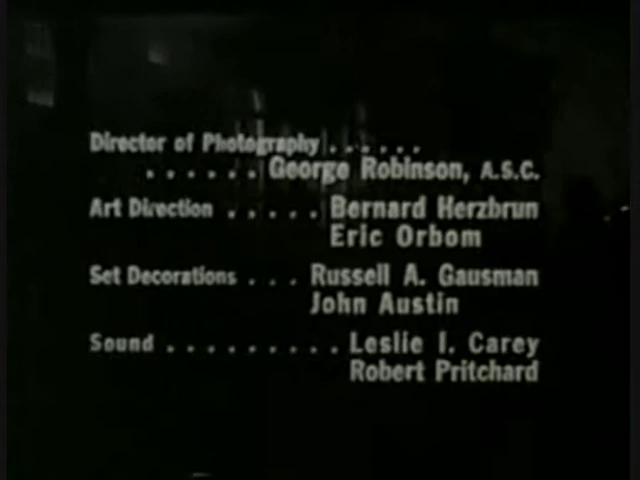 Director of Photography . . . . . .
. . . . . . George Robinson, A.S.C.
Art Direction . . . . . Bernard Herzbrun
Eric Orbom
Set Decorations . . . Russell A. Gausman
John Austin
Sound . . . . . . . . . Leslie I. Carey
Robert Pritchard